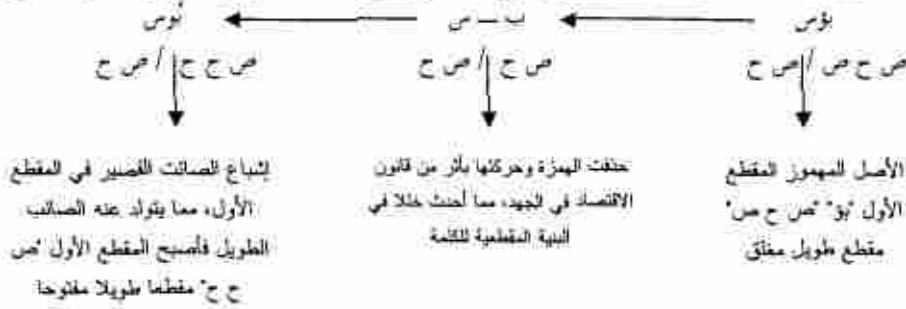 بؤس ب ــُـ س بُوس
ص ح ص / ص ح ص ح / ص ح ص ح ح / ص ح
الأصل المهموز المقطع
الأول "بؤ" "ص ح ص"
مقطع طويل مغلق
حذفت الهمزة وحركتها بأثر من قانون
الاقتصاد في الجهد، مما أحدث خللا في
البنية المقطعية للكلمة
إشباع الصائت القصير في المقطع
الأول، مما يتولد عنه الصائت
الطويل فأصبح المقطع الأول "ص
ح ح" مقطعا طويلا مفتوحا